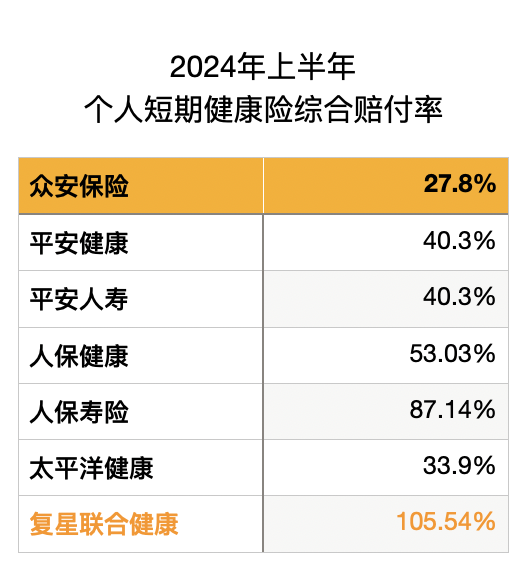 2024年上半年
个人短期健康险综合赔付率
众安保险 27.8%
平安健康 40.3%
平安人寿 40.3%
人保健康 53.03%
人保寿险 87.14%
太平洋健康 33.9%
复星联合健康 105.54%